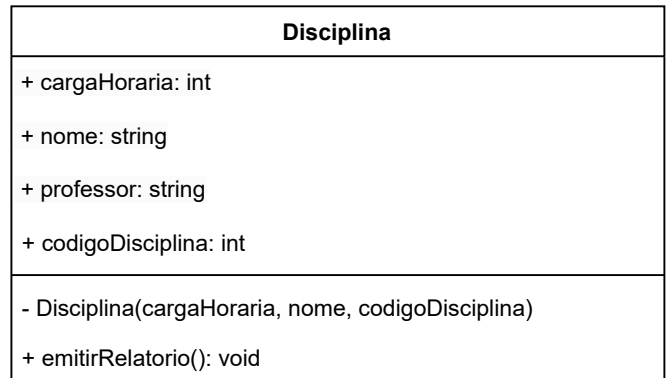 Disciplina
+ cargaHoraria: int
+ nome: string
+ professor: string
+ codigoDisciplina: int
- Disciplina(cargaHoraria, nome, codigoDisciplina)
+ emitirRelatorio(): void